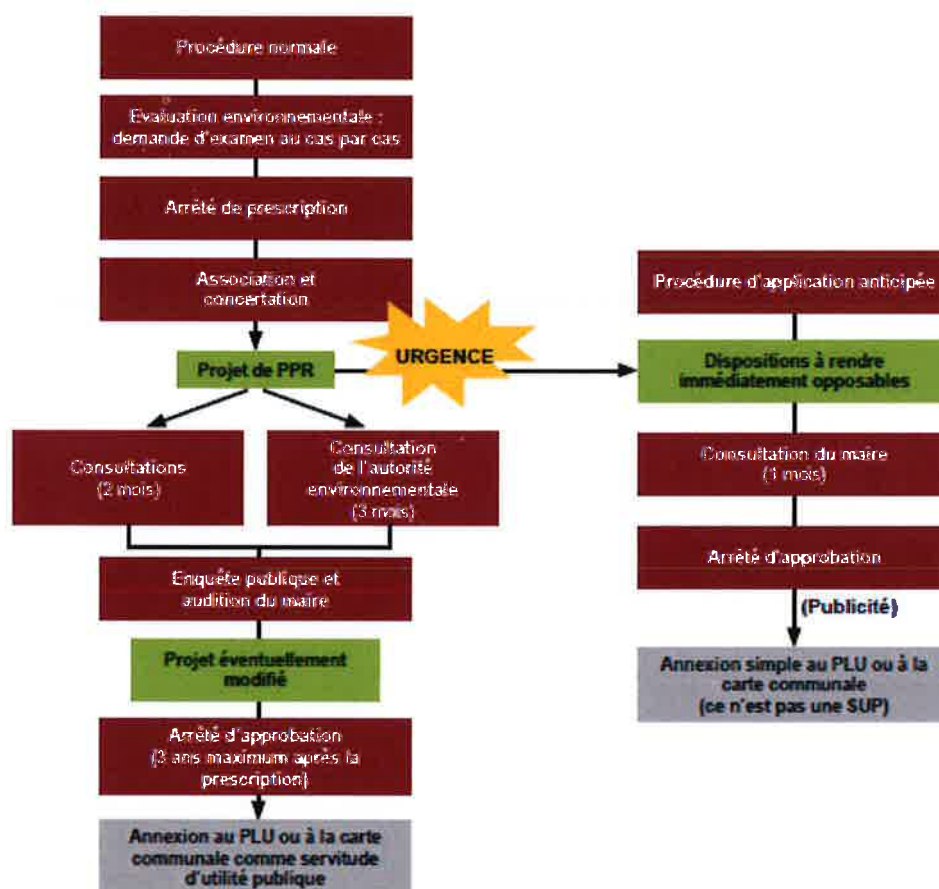 Procédure normale
Evaluation environnementale :
demande d'examen au cas par cas
Arrêté de prescription
Association et
concertation
URGENCE
Projet de PPR
Consultations
(2 mois)
Consultation
de l'autorité
environnementale
(3 mois)
Enquête publique et
audition du maire
Projet éventuellement
modifié
Arrêté d'approbation
(3 ans maximum après la
prescription)
Annexion au PLU ou à la carte
communale comme servitude
d'utilité publique
Procédure d'application anticipée
Dispositions à rendre
immédiatement opposables
Consultation du maire
(1 mois)
Arrêté d'approbation
(Publicité)
Annexion simple au PLU ou à la
carte communale
(ce n'est pas une SUP)